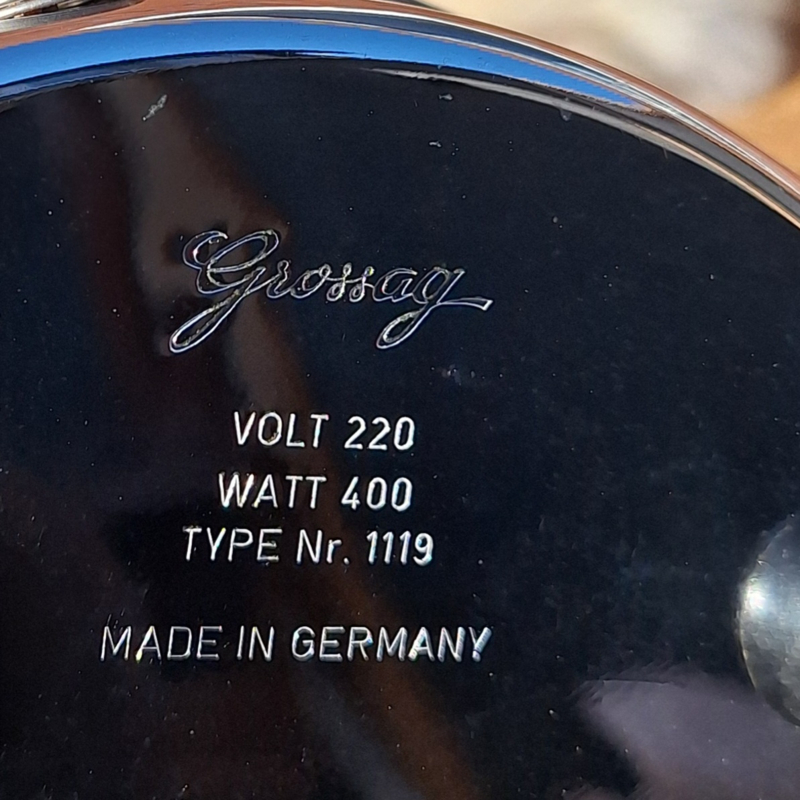 Grossag
VOLT 220
WATT 400
TYPE Nr. 1119
MADE IN GERMANY